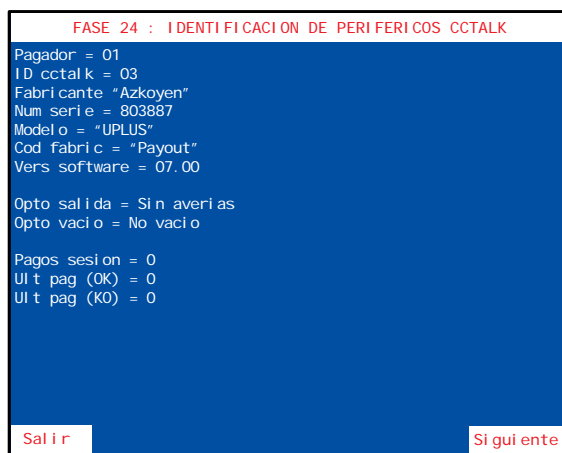 FASE 24 : IDENTIFICACION DE PERIFERICOS CCTALK
Pagador = 01
ID cctalk = 03
Fabricante “Azkoyen”
Num serie = 803887
Modelo = “UPLUS”
Cod fabric = “Payout”
Vers software = 07.00
Opto salida = Sin averias
Opto vacio = No vacio
Pagos sesion = 0
Ult pag (OK) = 0
Ult pag (KO) = 0
Salir
Siguiente